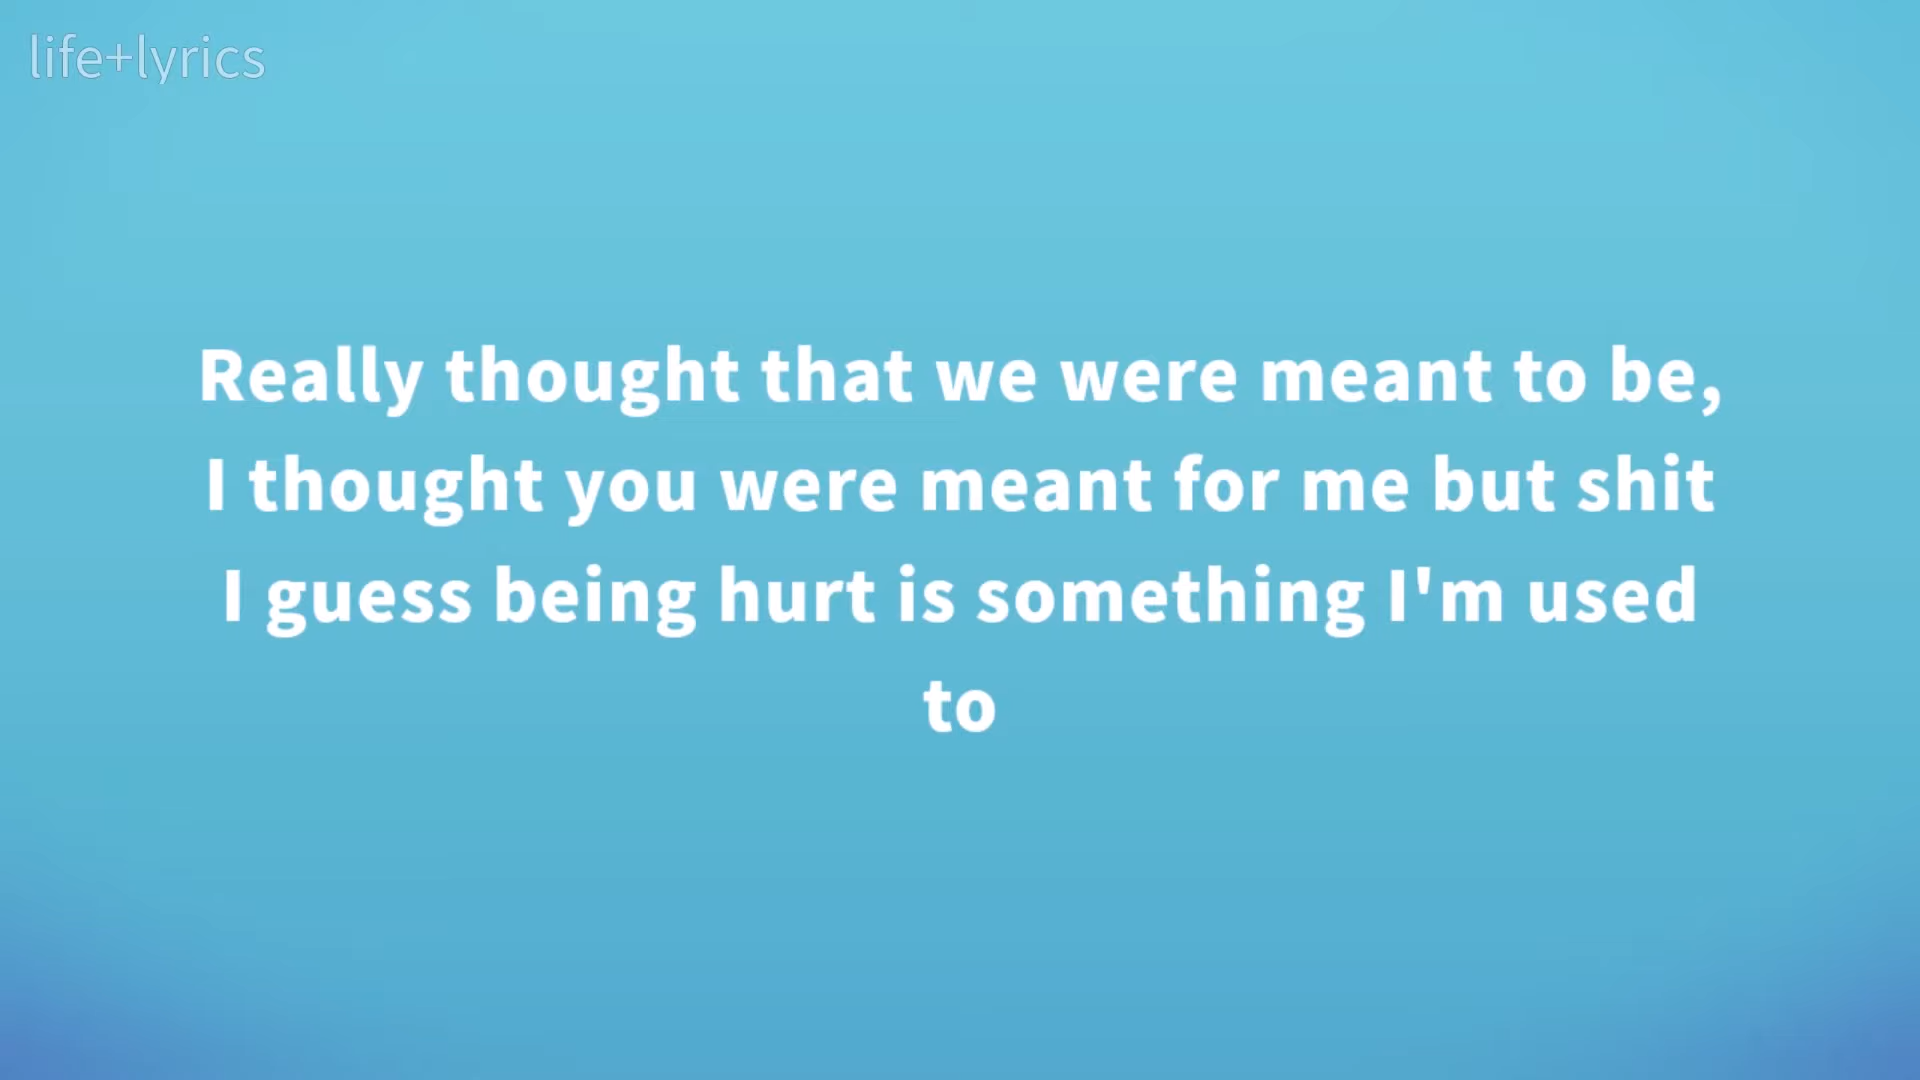 life+lyrics
Really thought that we were meant to be,
I thought you were meant for me but shit
I guess being hurt is something I'm used
to